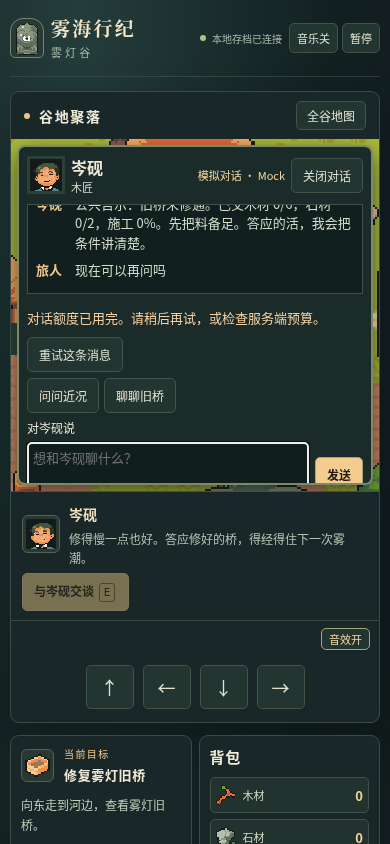 雾海行纪
雾灯谷
本地存档已连接
音乐关
暂停
谷地聚落
全谷地图
岑砚
木匠
模拟对话 · Mock
关闭对话
0/2，施工 0%。先把料备足。答应的活，我会把
条件讲清楚。
旅人 现在可以再问吗
对话额度已用完。请稍后再试，或检查服务端预算。
重试这条消息
问问近况
聊聊旧桥
对岑砚说
想和岑砚聊什么？
发送
岑砚
修得慢一点也好。答应修好的桥，得经得住下一次雾
潮。
与岑砚交谈 E
音效开
↑ ← ↓ →
当前目标
修复雾灯旧桥
向东走到河边，查看雾灯旧
桥。
背包
木材 0
石材 0